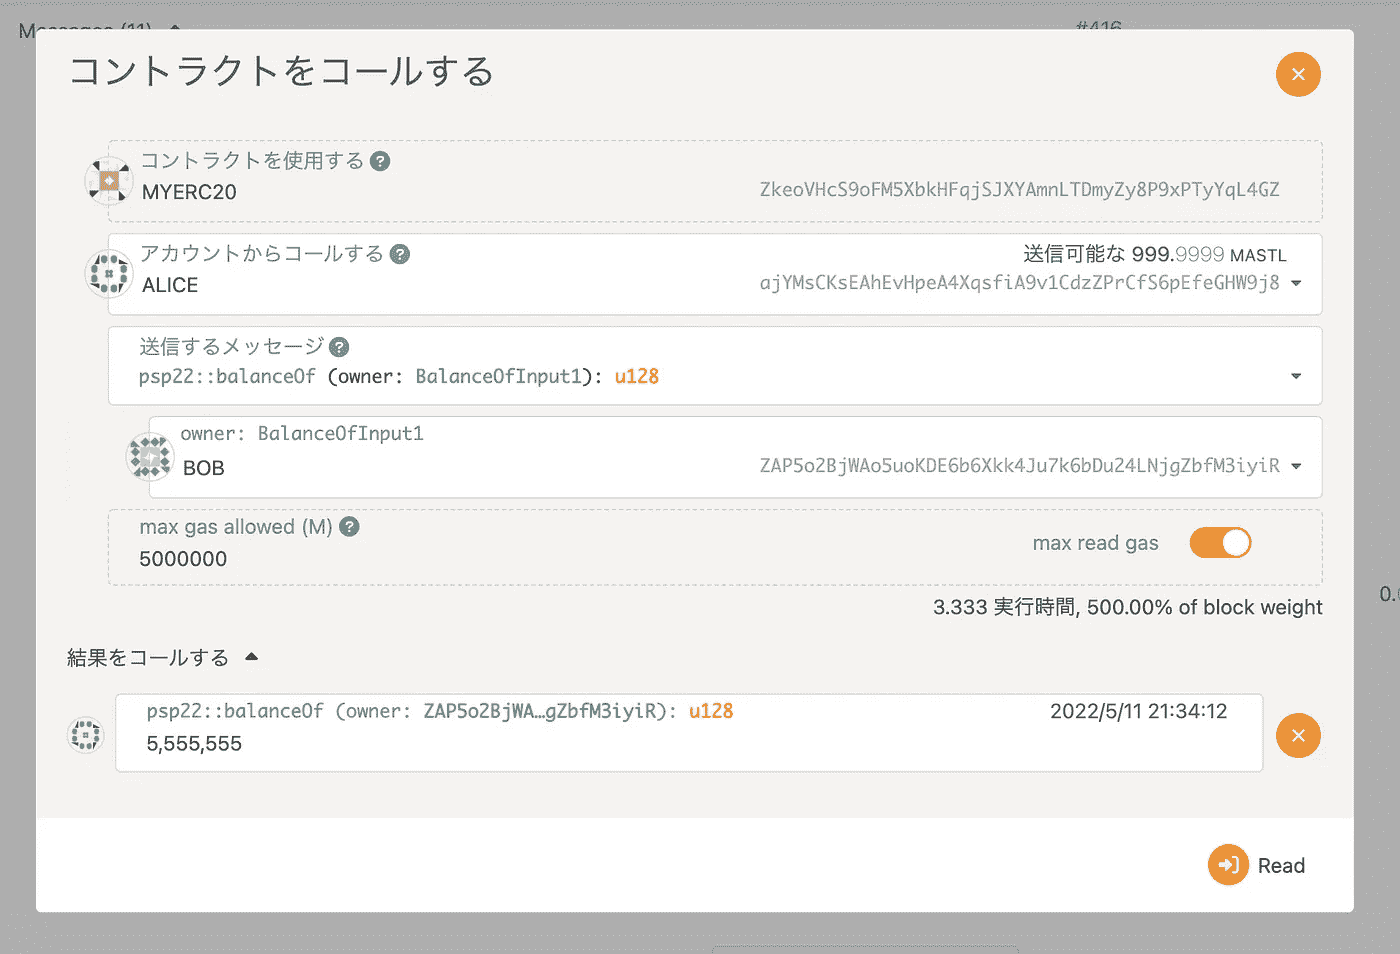 Messages (11)
#416
コントラクトをコールする
コントラクトを使用する
MYERC20
ZkeoVHcS9oFM5XbkHFqjSJXYAmnLTDmyZy8P9xPTyYqL4GZ
アカウントからコールする
送信可能な 999.9999 MASTL
ALICE
ajYMsCKsEAhEvHpeA4XqsfiA9v1CdzZPrCfS6pEfeGHW9j8
送信するメッセージ
psp22::balanceOf (owner: BalanceOfInput1): u128
owner: BalanceOfInput1
BOB
ZAP5o2BjWAo5uoKDE6b6Xkk4Ju7k6bDu24LNjgZbfM3iyiR
max gas allowed (M)
5000000
max read gas
3.333 実行時間, 500.00% of block weight
結果をコールする
psp22::balanceOf (owner: ZAP5o2BjWA…gZbfM3iyiR): u128
2022/5/11 21:34:12
5,555,555
Read